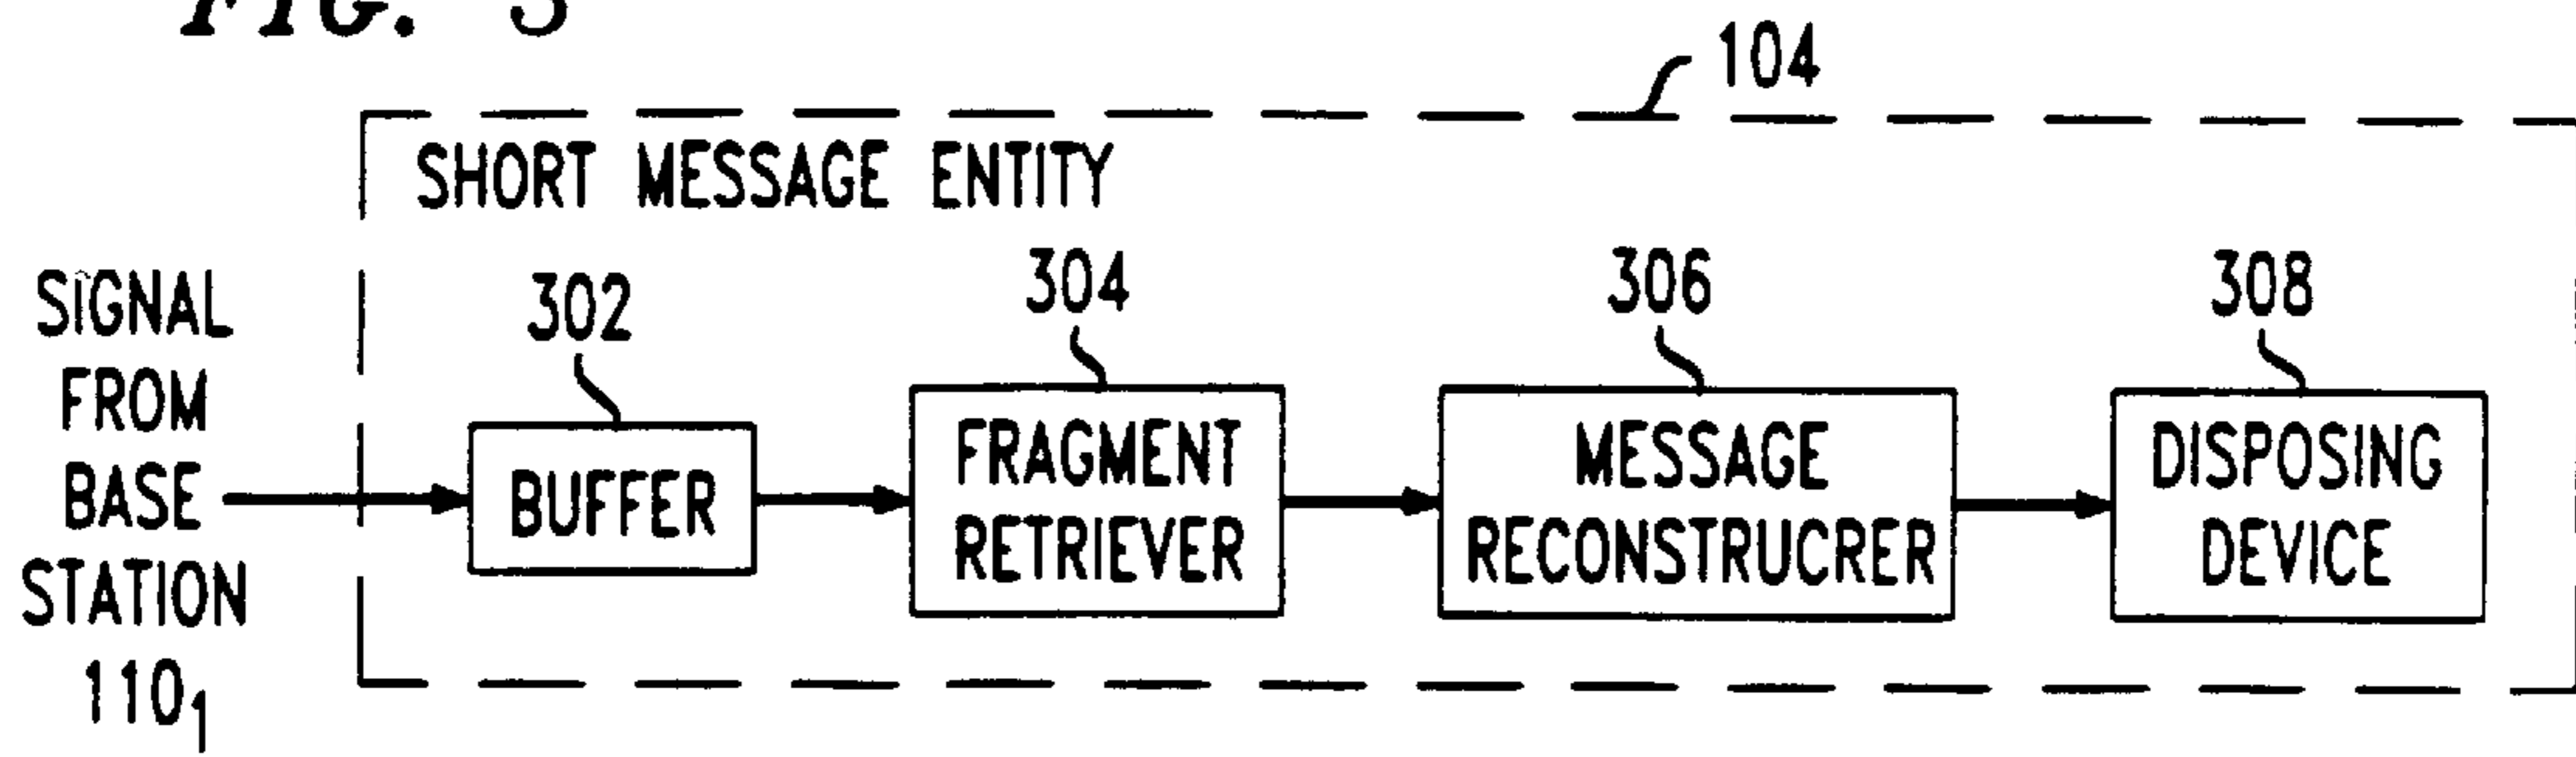 FIG. 3
104
SHORT MESSAGE ENTITY
SIGNAL
FROM
BASE
STATION
110₁
302
BUFFER
304
FRAGMENT
RETRIEVER
306
MESSAGE
RECONSTRUCRER
308
DISPOSING
DEVICE